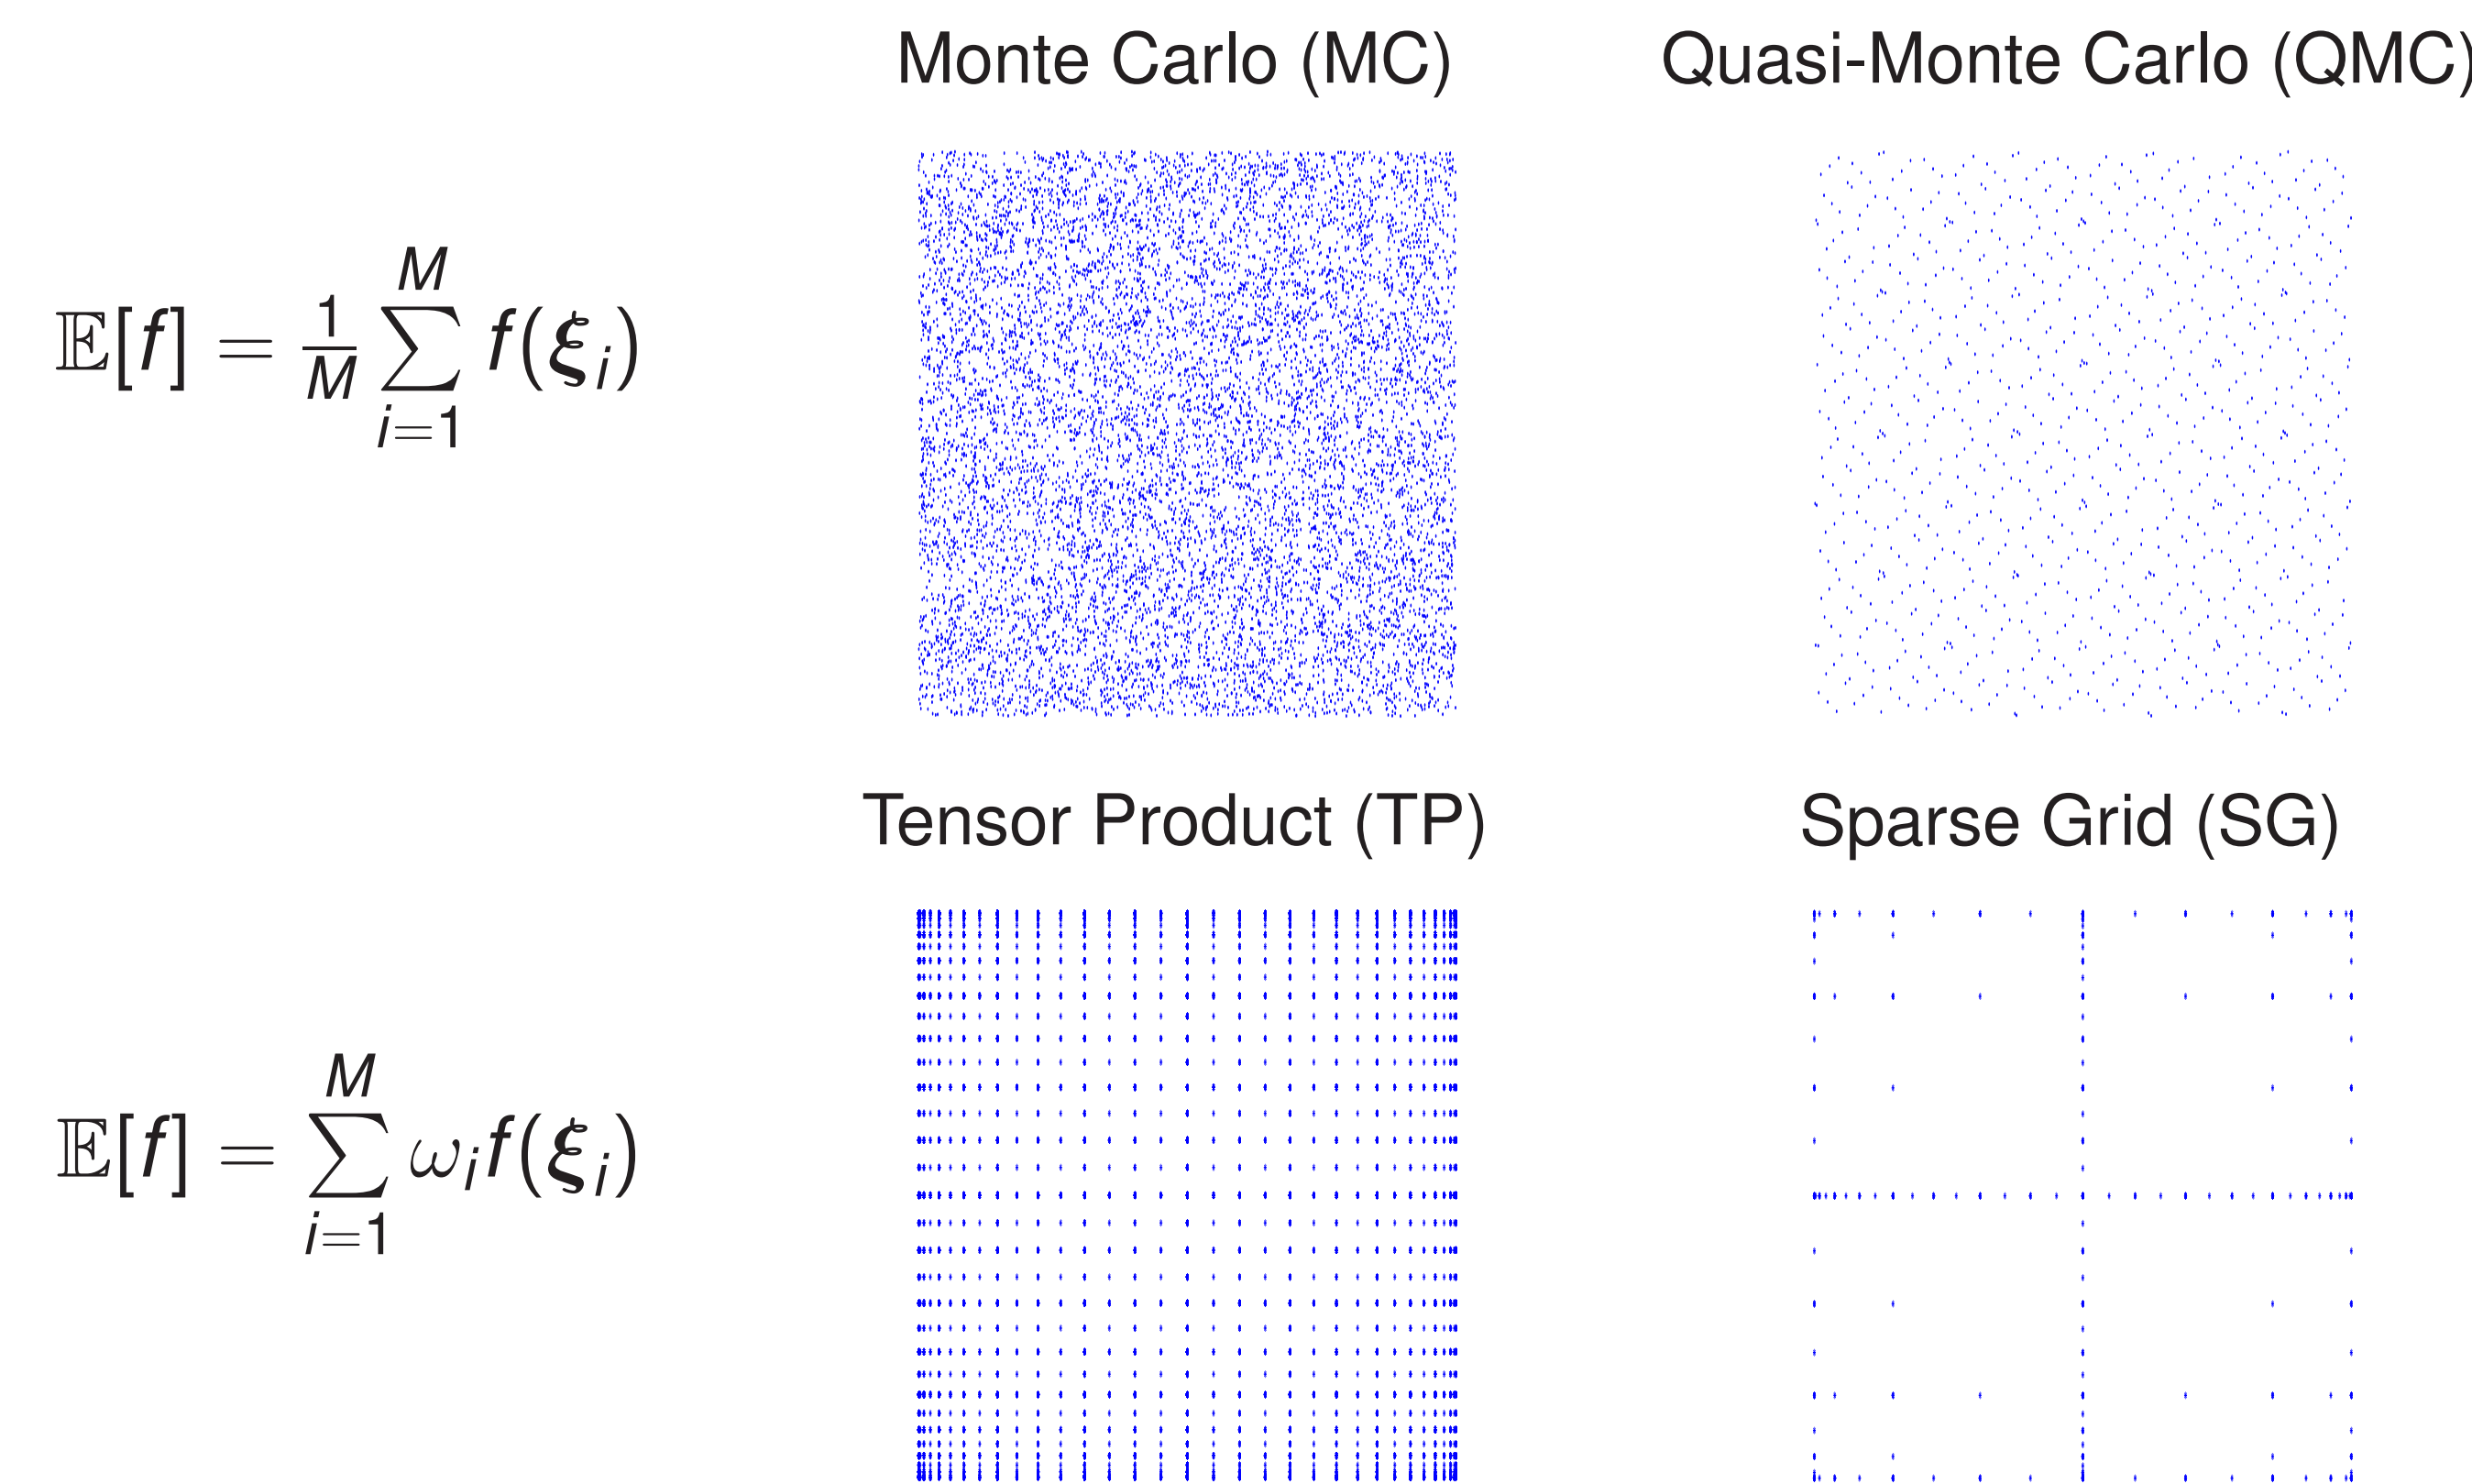 Monte Carlo (MC)
Quasi-Monte Carlo (QMC)
𝔼[f] = 1/M ∑_{i=1}^{M} f(ξ_i)
Tensor Product (TP)
Sparse Grid (SG)
𝔼[f] = ∑_{i=1}^{M} ω_i f(ξ_i)